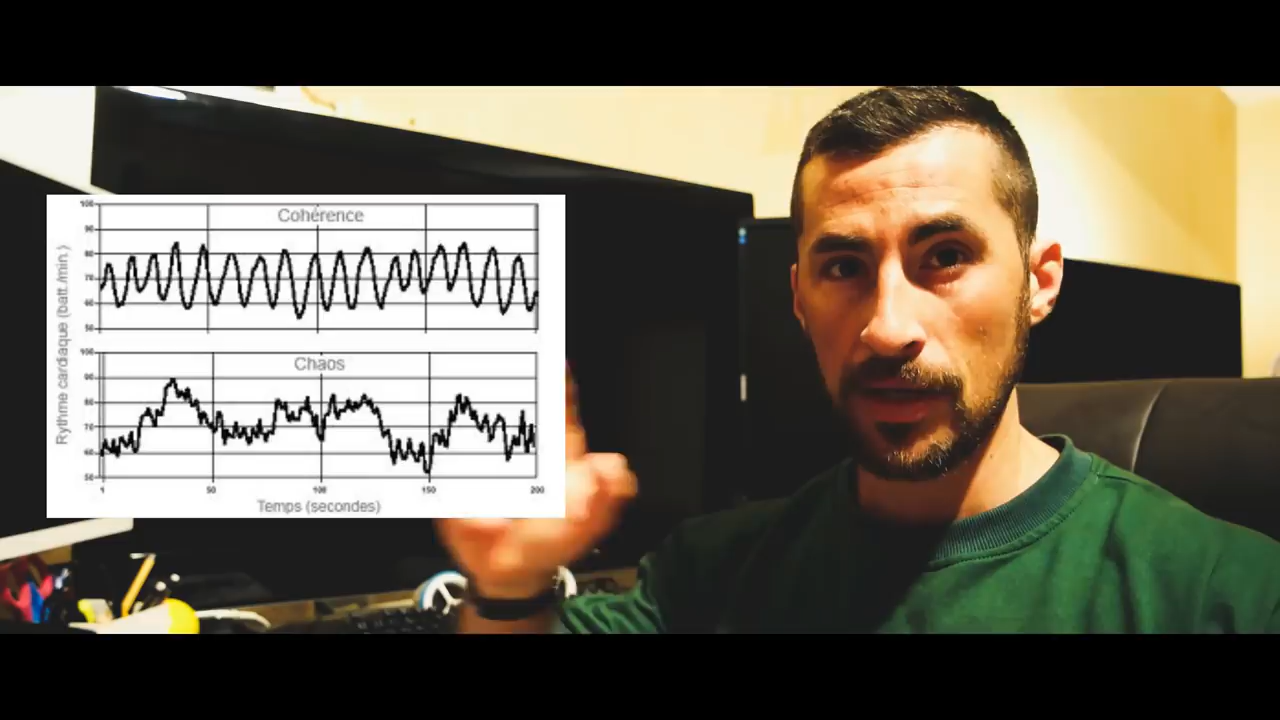 Rythme cardiaque (batt./min.)
100
Cohérence
90
80
70
60
50
100
Chaos
90
80
70
60
50
1 50 100 150 200
Temps (secondes)